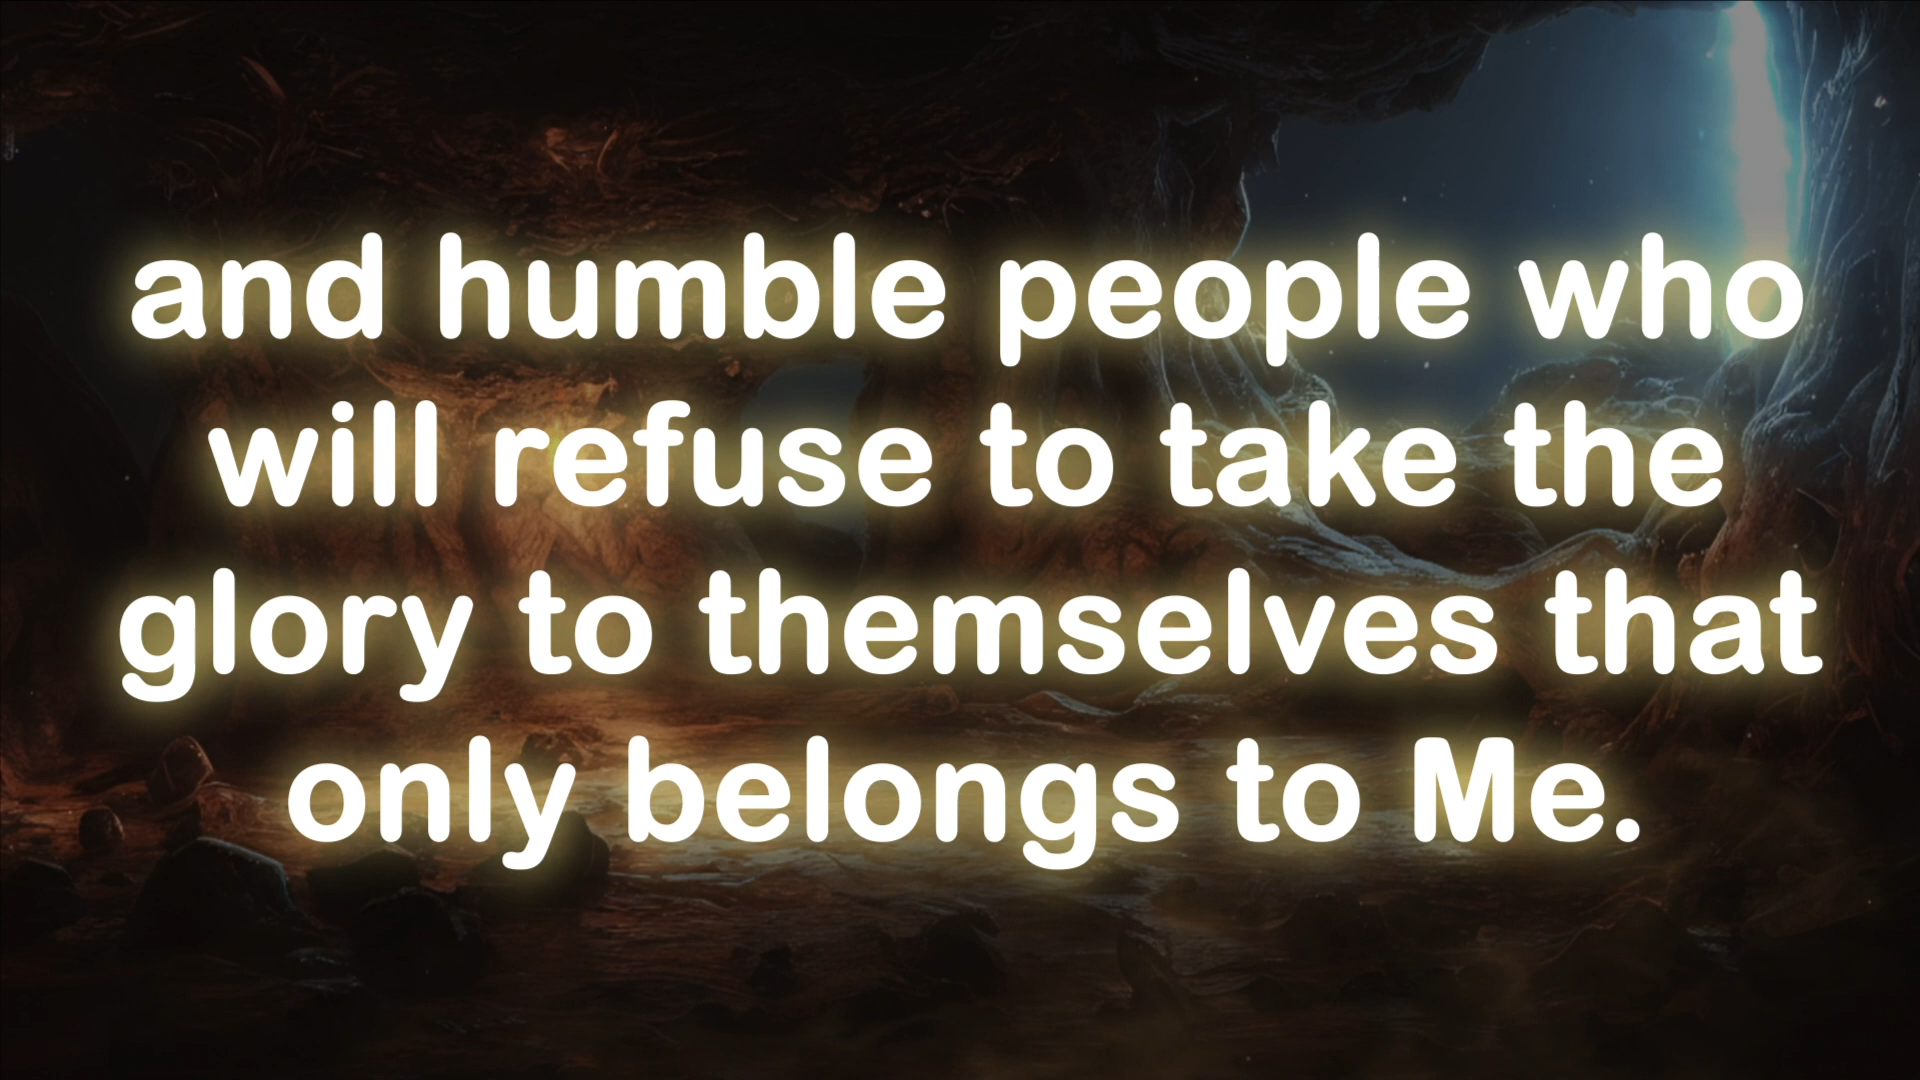 and humble people who
will refuse to take the
glory to themselves that
only belongs to Me.